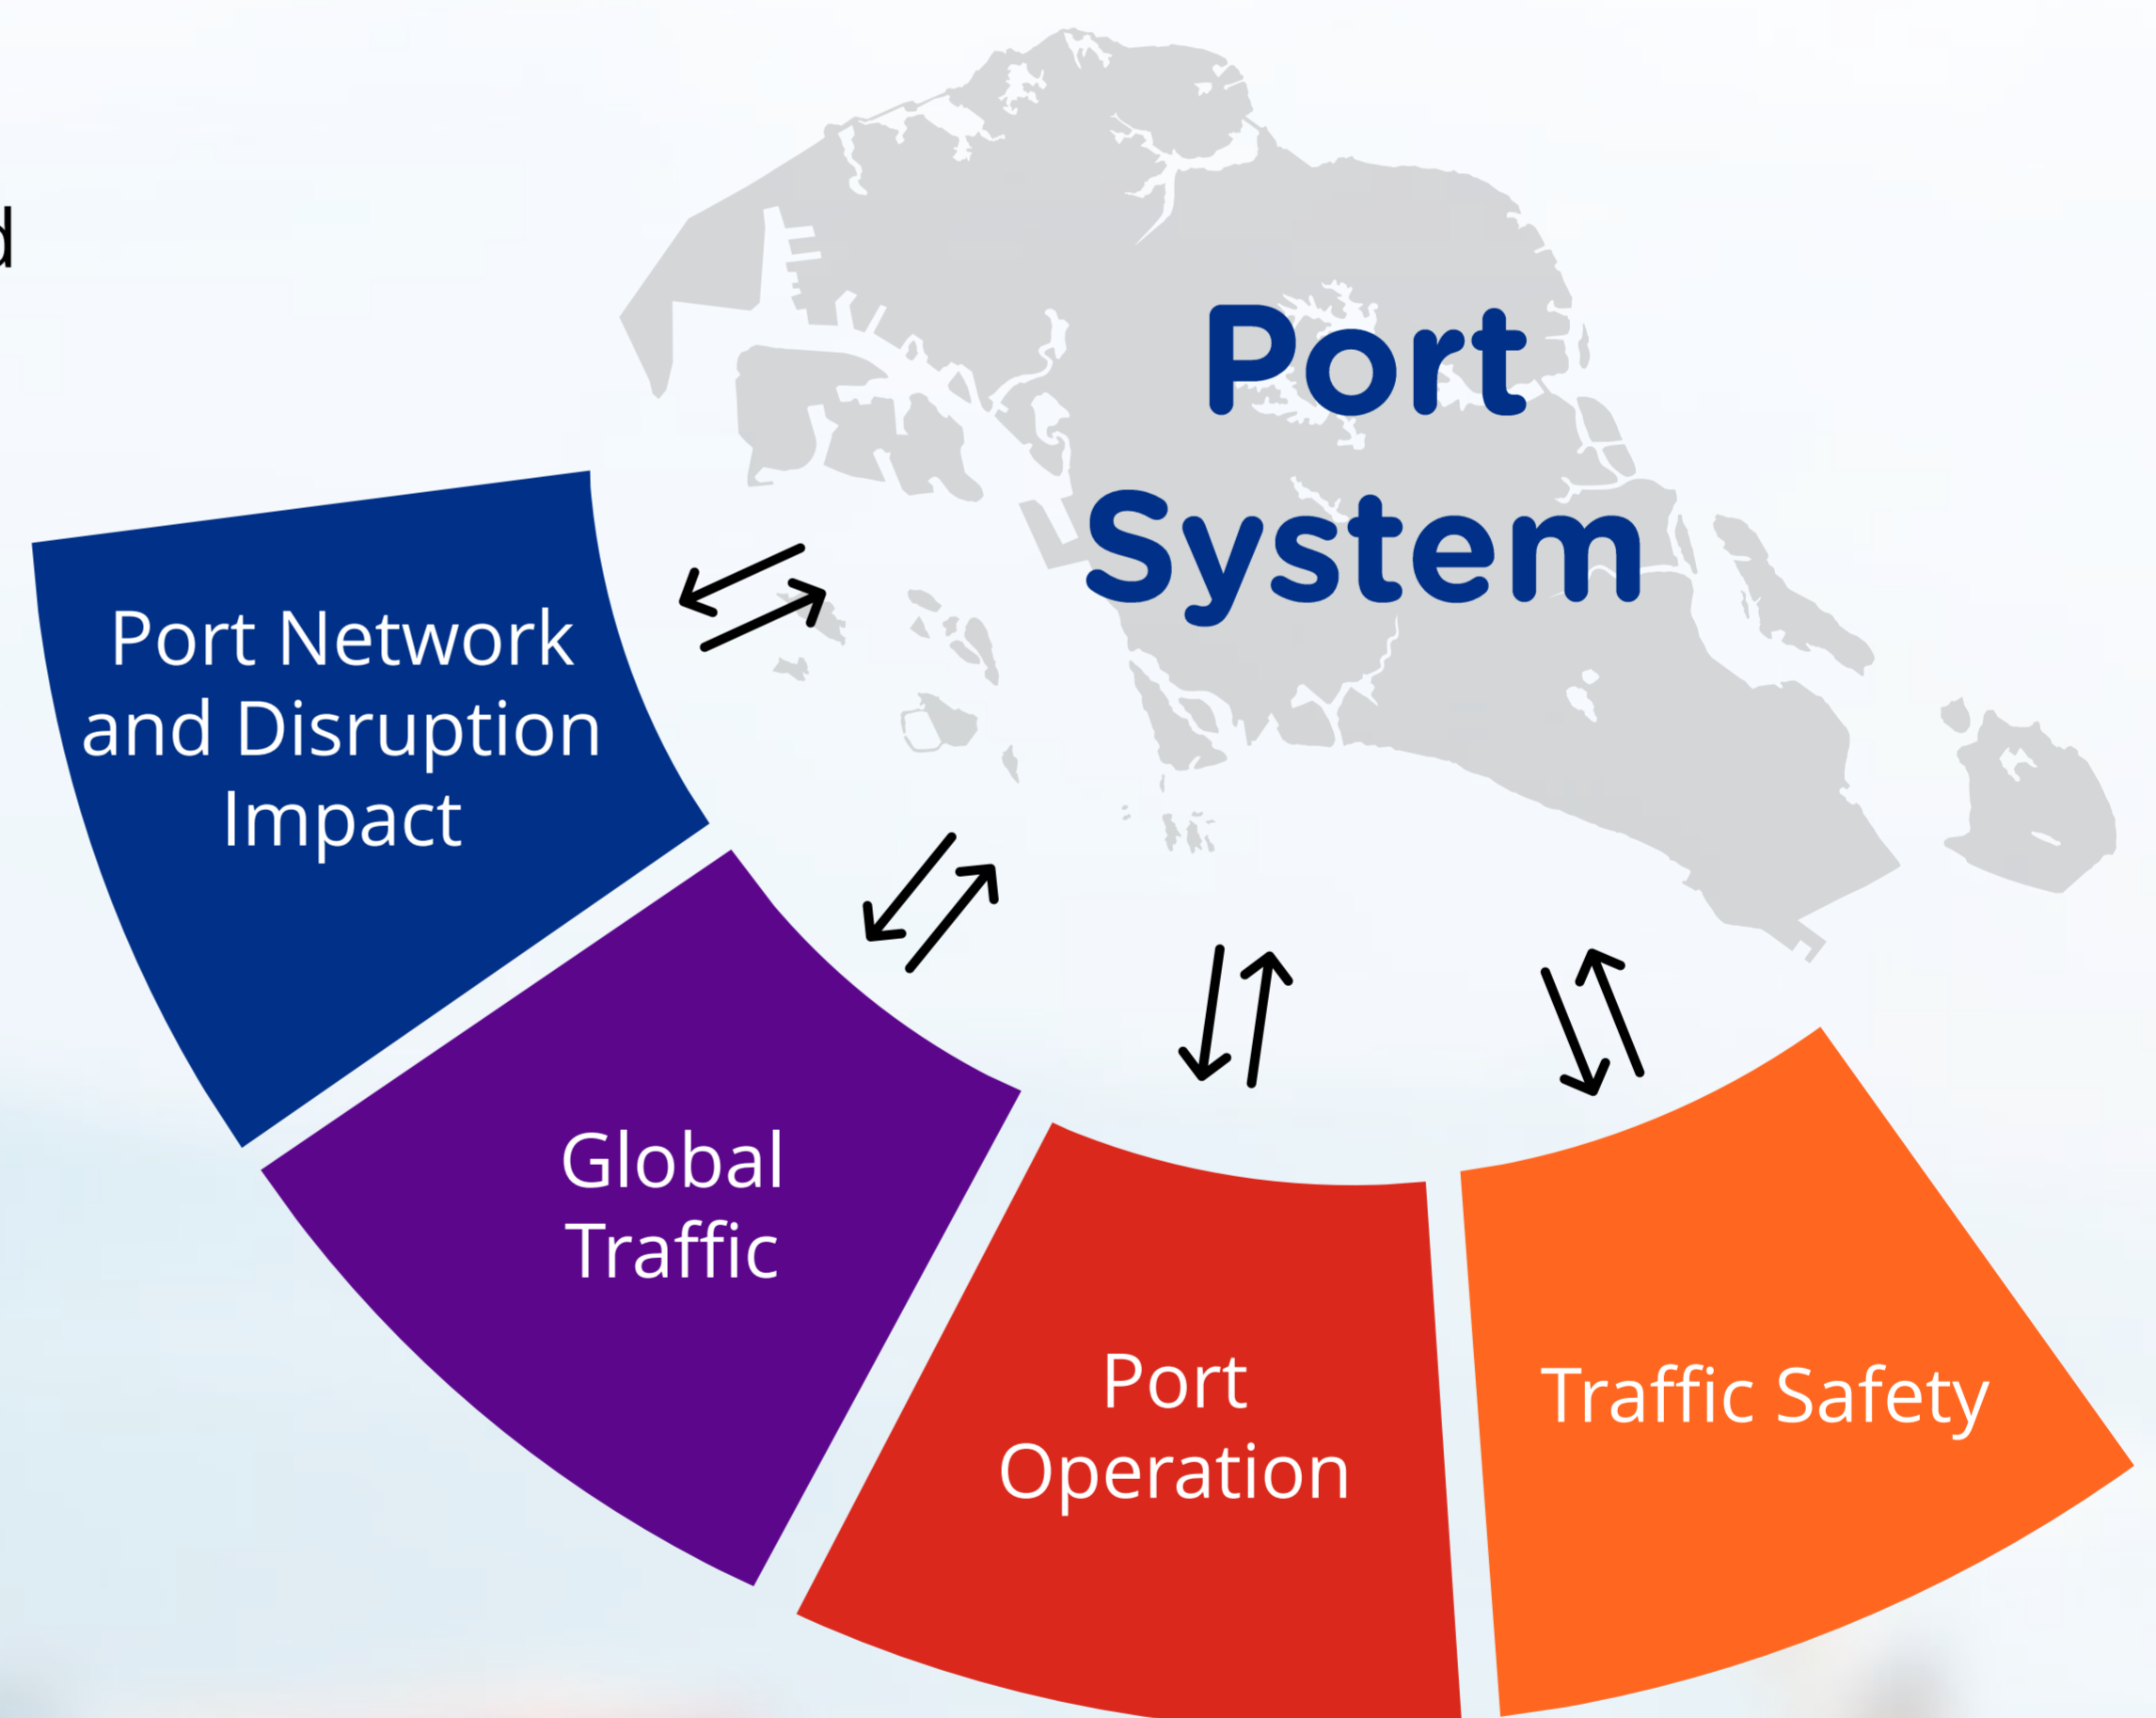 d
Port
System
Port Network
and Disruption
Impact
Global
Traffic
Port
Operation
Traffic Safety